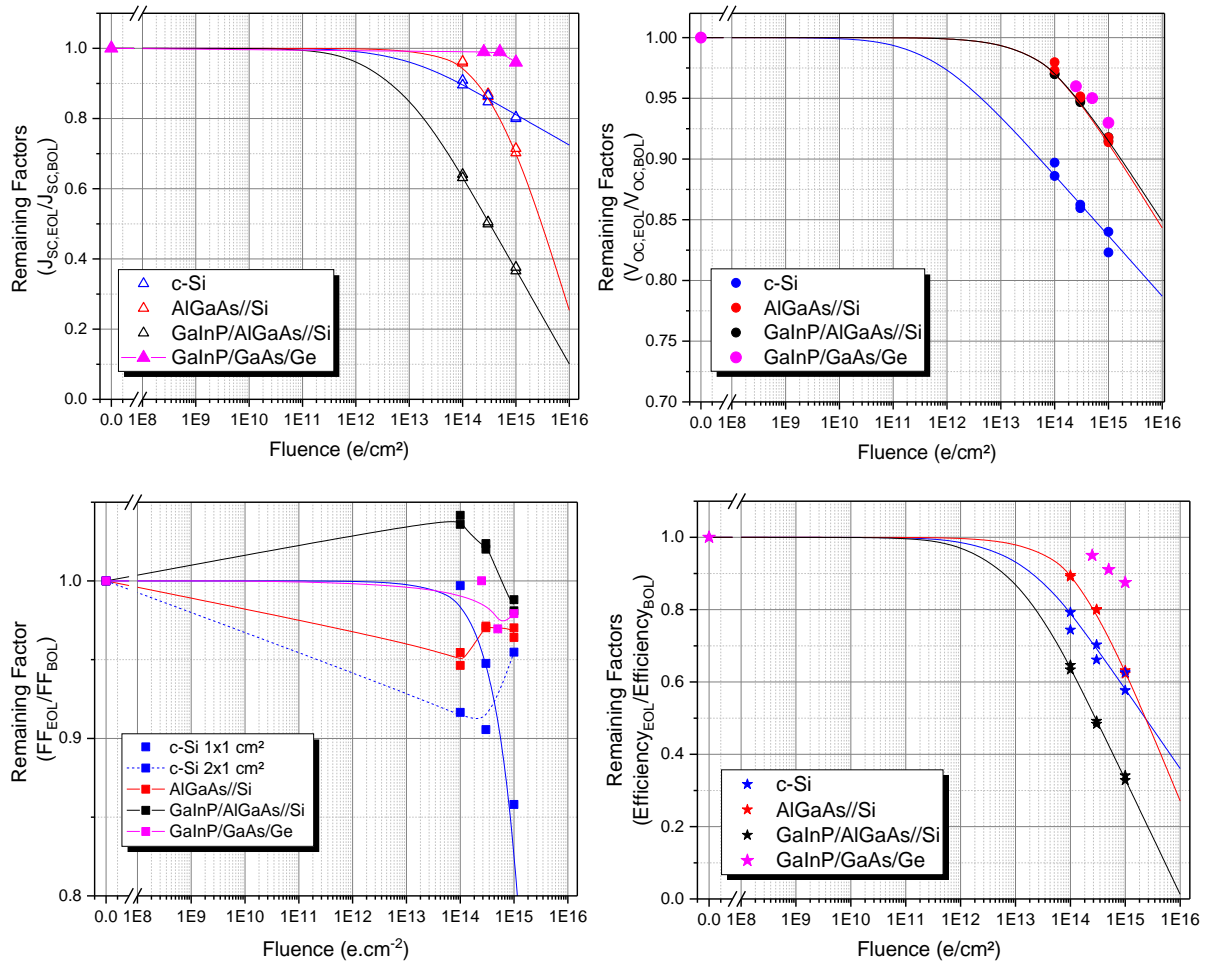 Remaining Factors
(J_SC,EOL/J_SC,BOL)
1.0
0.8
0.6
0.4
0.2
0.0
c-Si
AlGaAs//Si
GaInP/AlGaAs//Si
GaInP/GaAs/Ge
0.0 1E8 1E9 1E10 1E11 1E12 1E13 1E14 1E15 1E16
Fluence (e/cm²)
Remaining Factors
(V_OC,EOL/V_OC,BOL)
1.00
0.95
0.90
0.85
0.80
0.75
0.70
c-Si
AlGaAs//Si
GaInP/AlGaAs//Si
GaInP/GaAs/Ge
0.0 1E8 1E9 1E10 1E11 1E12 1E13 1E14 1E15 1E16
Fluence (e/cm²)
Remaining Factor
(FF_EOL/FF_BOL)
1.0
0.9
0.8
c-Si 1x1 cm²
c-Si 2x1 cm²
AlGaAs//Si
GaInP/AlGaAs//Si
GaInP/GaAs/Ge
0.0 1E8 1E9 1E10 1E11 1E12 1E13 1E14 1E15 1E16
Fluence (e.cm⁻²)
Remaining Factors
(Efficiency_EOL/Efficiency_BOL)
1.0
0.8
0.6
0.4
0.2
0.0
c-Si
AlGaAs//Si
GaInP/AlGaAs//Si
GaInP/GaAs/Ge
0.0 1E8 1E9 1E10 1E11 1E12 1E13 1E14 1E15 1E16
Fluence (e/cm²)